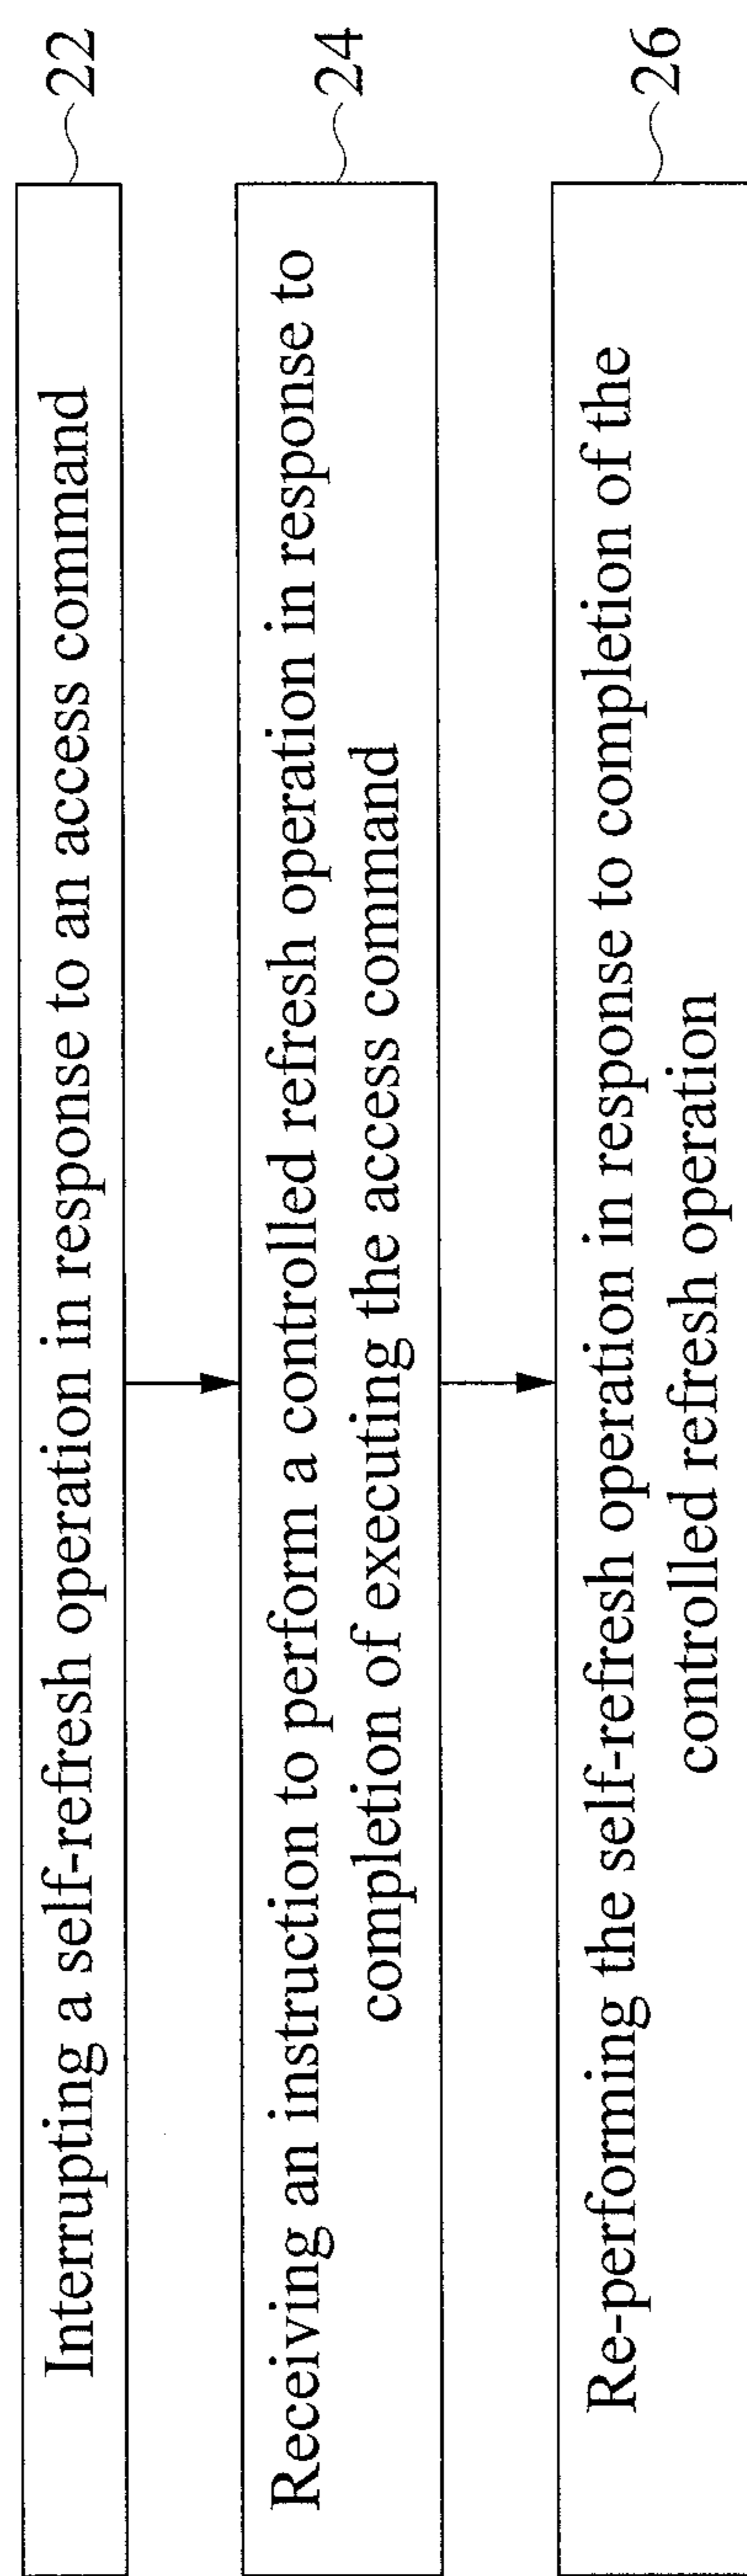 Interrupting a self-refresh operation in response to an access command
22
Receiving an instruction to perform a controlled refresh operation in response to
completion of executing the access command
24
Re-performing the self-refresh operation in response to completion of the
controlled refresh operation
26